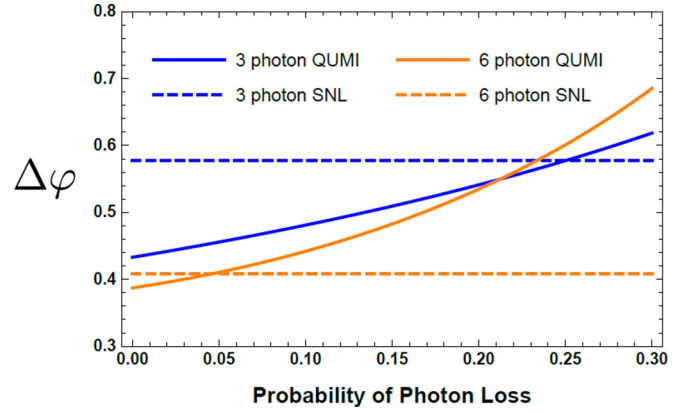 0.8
0.7
0.6
0.5
0.4
0.3
Δφ
3 photon QUMI
6 photon QUMI
3 photon SNL
6 photon SNL
0.00 0.05 0.10 0.15 0.20 0.25 0.30
Probability of Photon Loss